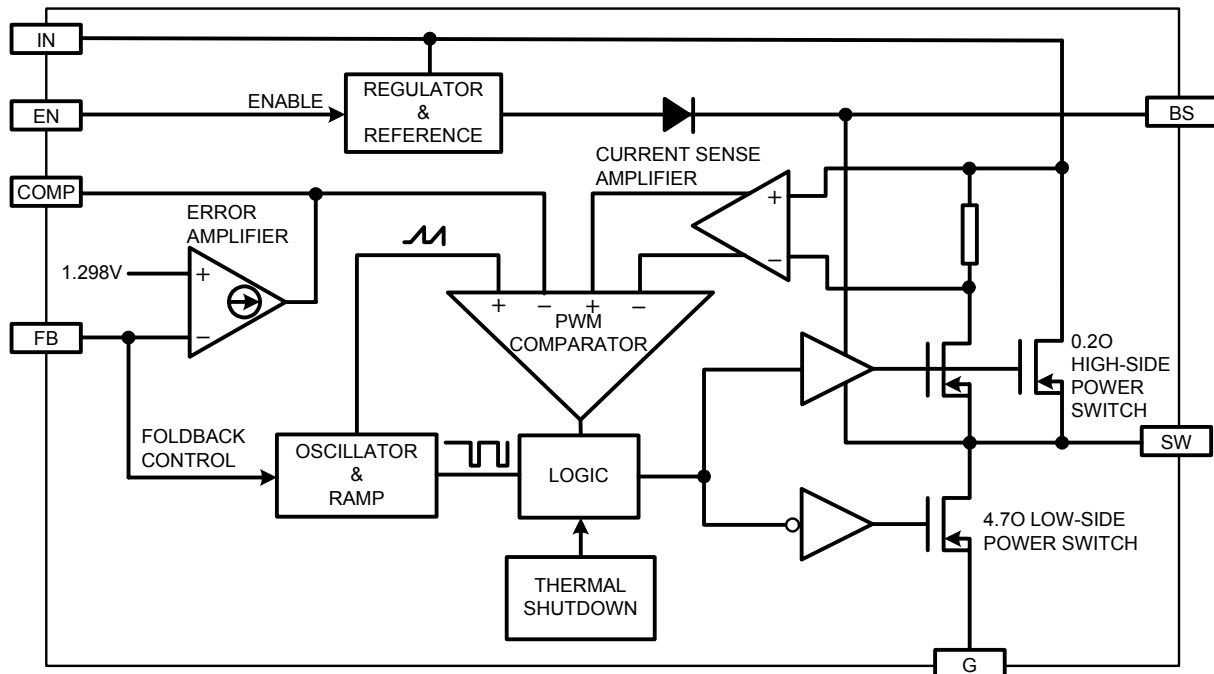 IN
EN
ENABLE
REGULATOR
&
REFERENCE
BS
COMP
CURRENT SENSE
AMPLIFIER
+
−
ERROR
AMPLIFIER
1.298V
+
−
FB
+ − + −
PWM
COMPARATOR
0.2O
HIGH-SIDE
POWER
SWITCH
FOLDBACK
CONTROL
OSCILLATOR
&
RAMP
LOGIC
SW
4.7O LOW-SIDE
POWER SWITCH
THERMAL
SHUTDOWN
G